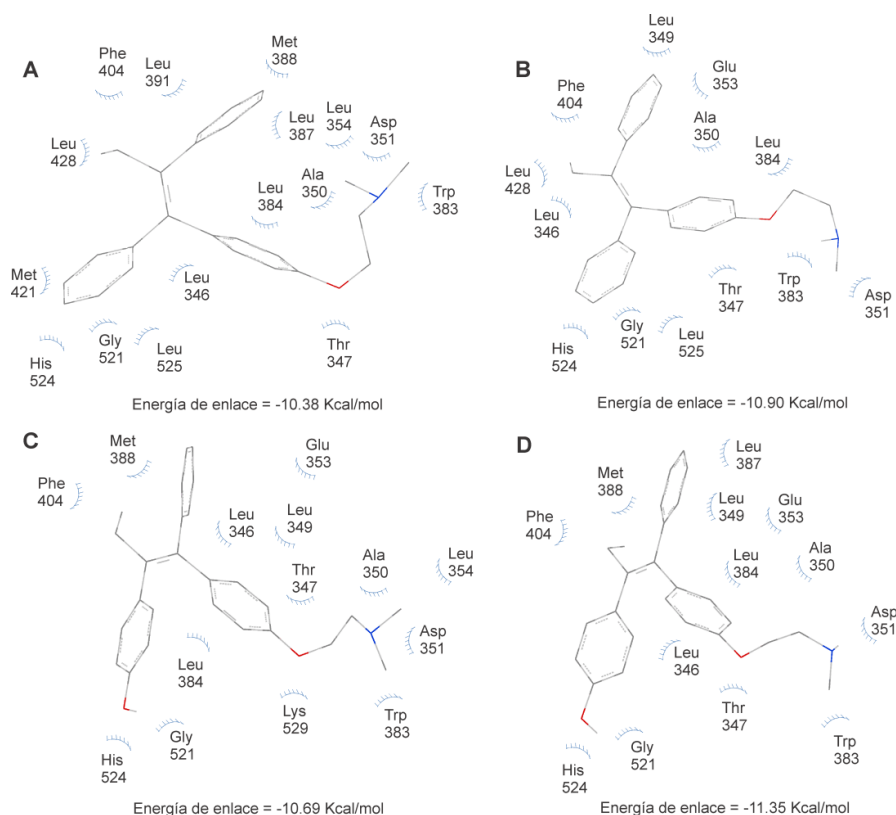 A
Phe
404
Leu
391
Met
388
Leu
428
Leu
387
Leu
354
Asp
351
Leu
384
Ala
350
Trp
383
Met
421
Leu
346
His
524
Gly
521
Leu
525
Thr
347
Energía de enlace = -10.38 Kcal/mol
B
Leu
349
Phe
404
Glu
353
Ala
350
Leu
384
Leu
428
Leu
346
Thr
347
Trp
383
Asp
351
His
524
Gly
521
Leu
525
Energía de enlace = -10.90 Kcal/mol
C
Met
388
Glu
353
Phe
404
Leu
346
Leu
349
Thr
347
Ala
350
Leu
354
Asp
351
Leu
384
Lys
529
Trp
383
His
524
Gly
521
Energía de enlace = -10.69 Kcal/mol
D
Leu
387
Met
388
Leu
349
Glu
353
Phe
404
Leu
384
Ala
350
Asp
351
Leu
346
Thr
347
Trp
383
His
524
Gly
521
Energía de enlace = -11.35 Kcal/mol